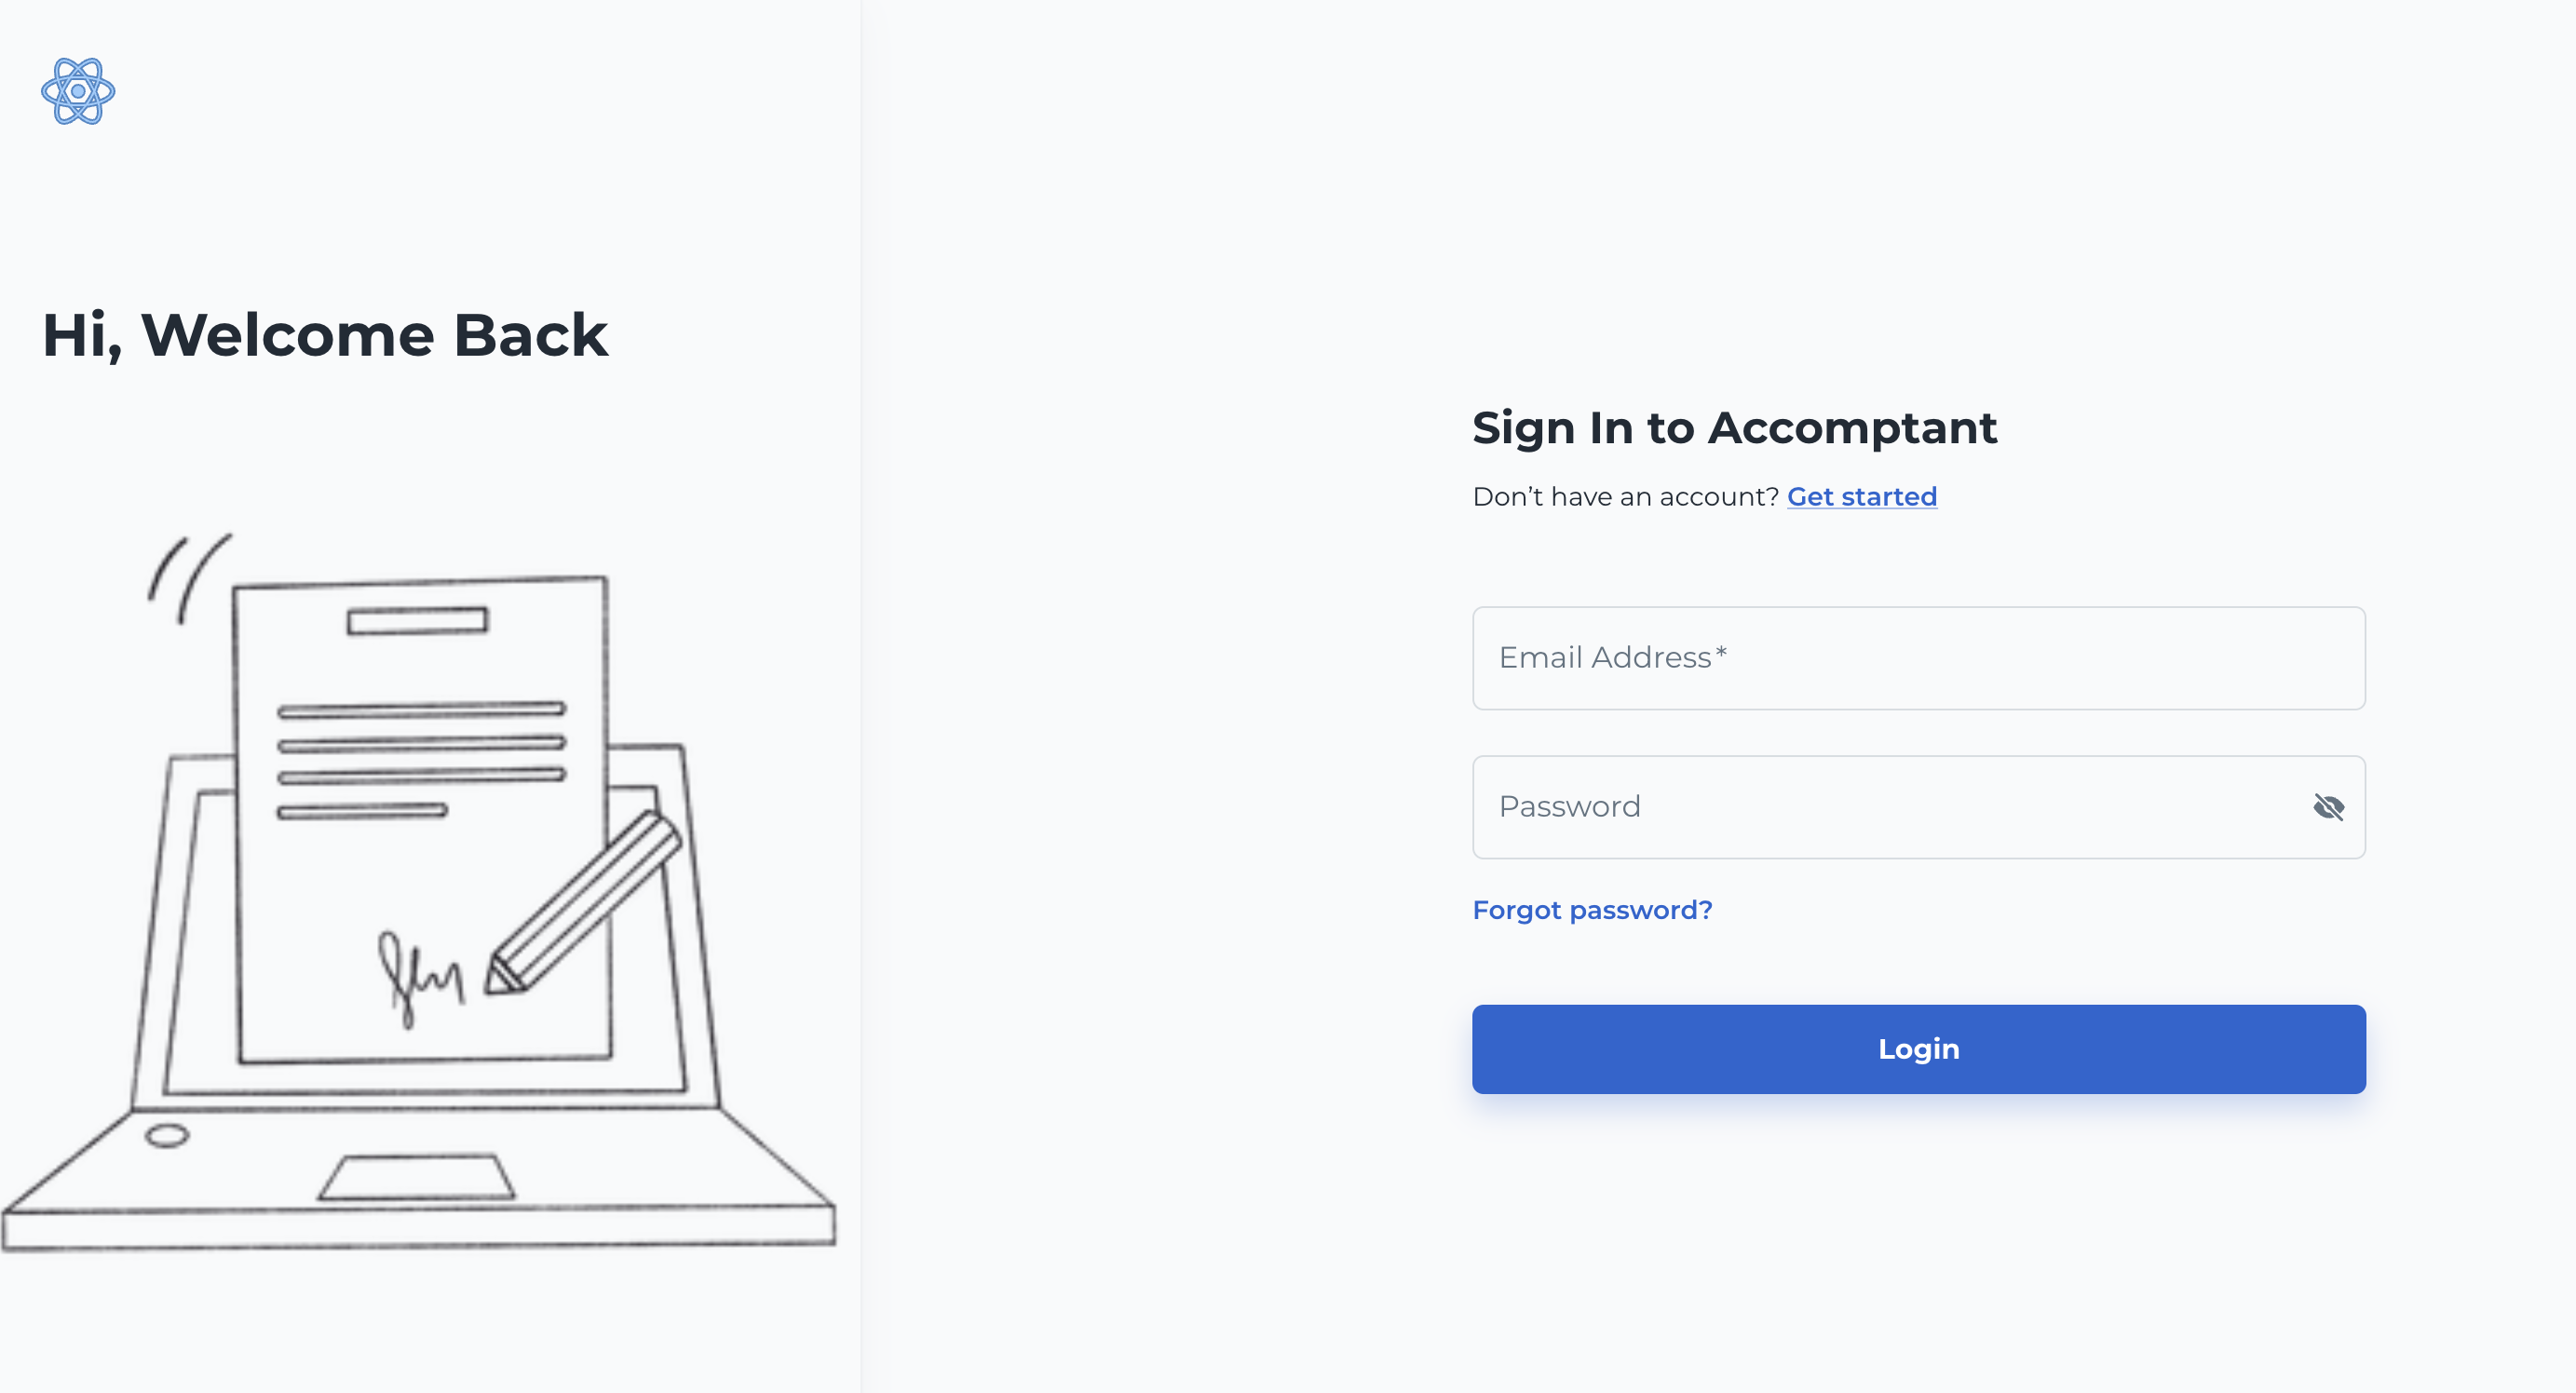 Hi, Welcome Back
Sign In to Accomptant
Don’t have an account? Get started
Email Address*
Password
Forgot password?
Login